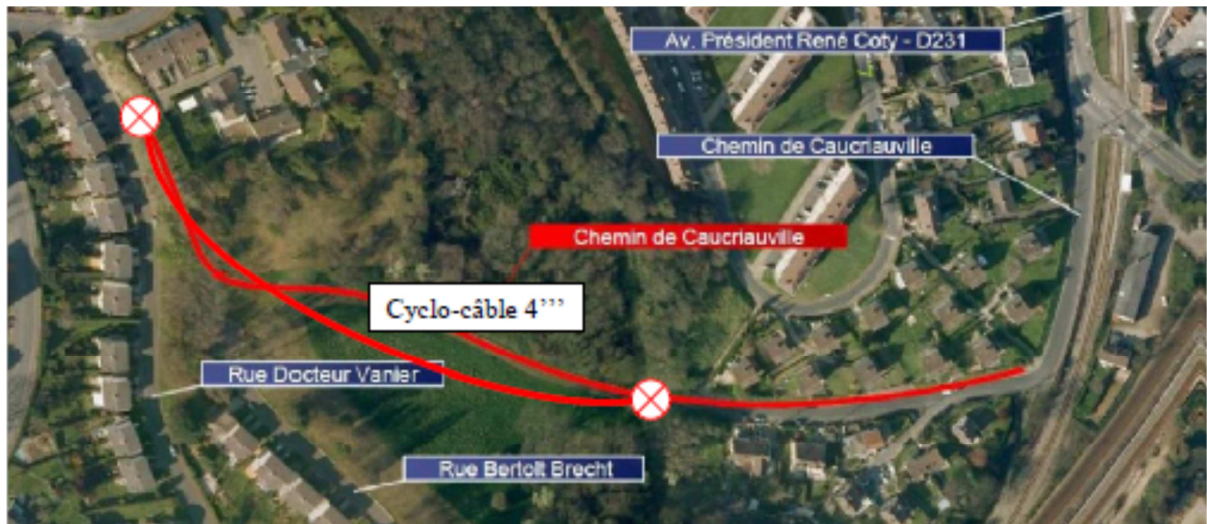 Av. Président René Coty - D231
Chemin de Caucriauville
Chemin de Caucriauville
Cyclo-câble 4’’’
Rue Docteur Vanier
Rue Bertolt Brecht